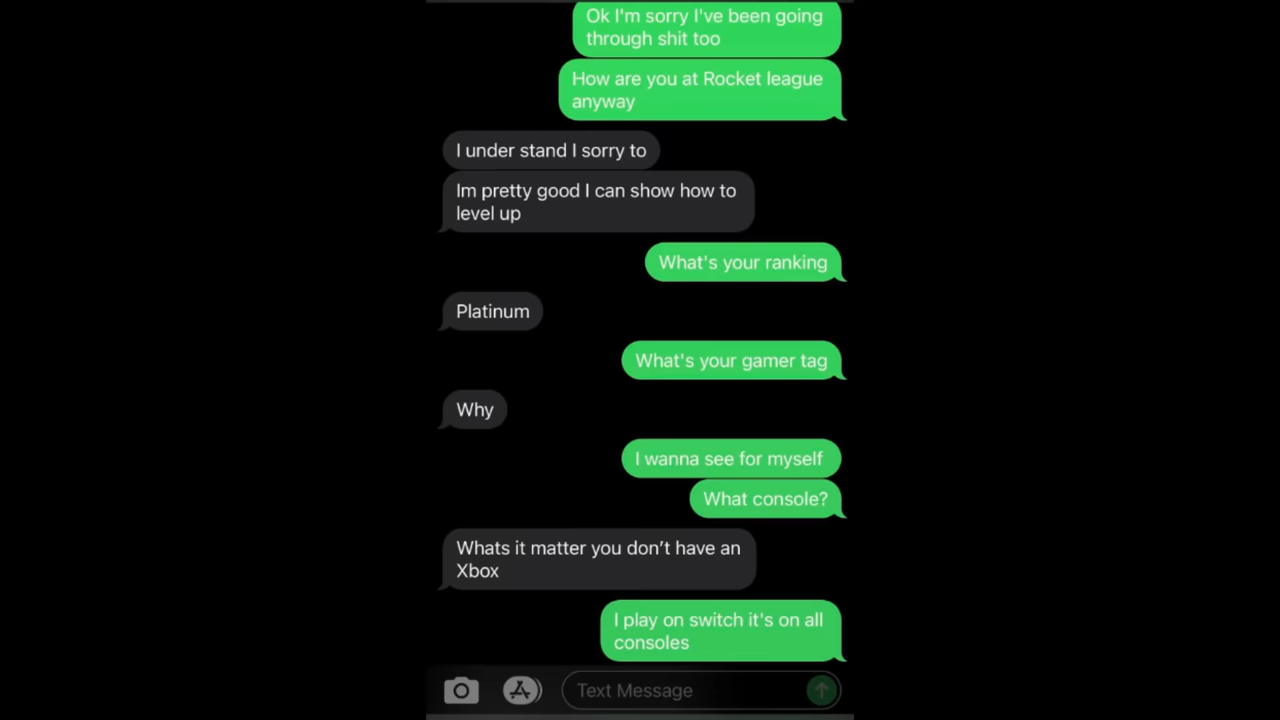 Ok I'm sorry I've been going
through shit too
How are you at Rocket league
anyway
I under stand I sorry to
Im pretty good I can show how to
level up
What's your ranking
Platinum
What's your gamer tag
Why
I wanna see for myself
What console?
Whats it matter you don’t have an
Xbox
I play on switch it's on all
consoles
Text Message